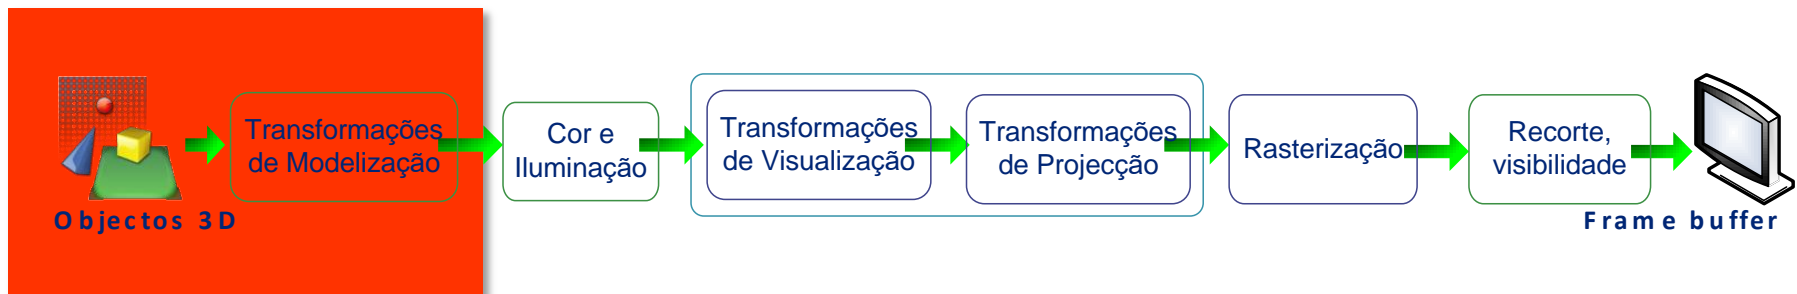 Transformações
de Modelização
Cor e
Iluminação
Transformações
de Visualização
Transformações
de Projecção
Rasterização
Recorte,
visibilidade
Objectos 3D
Frame buffer